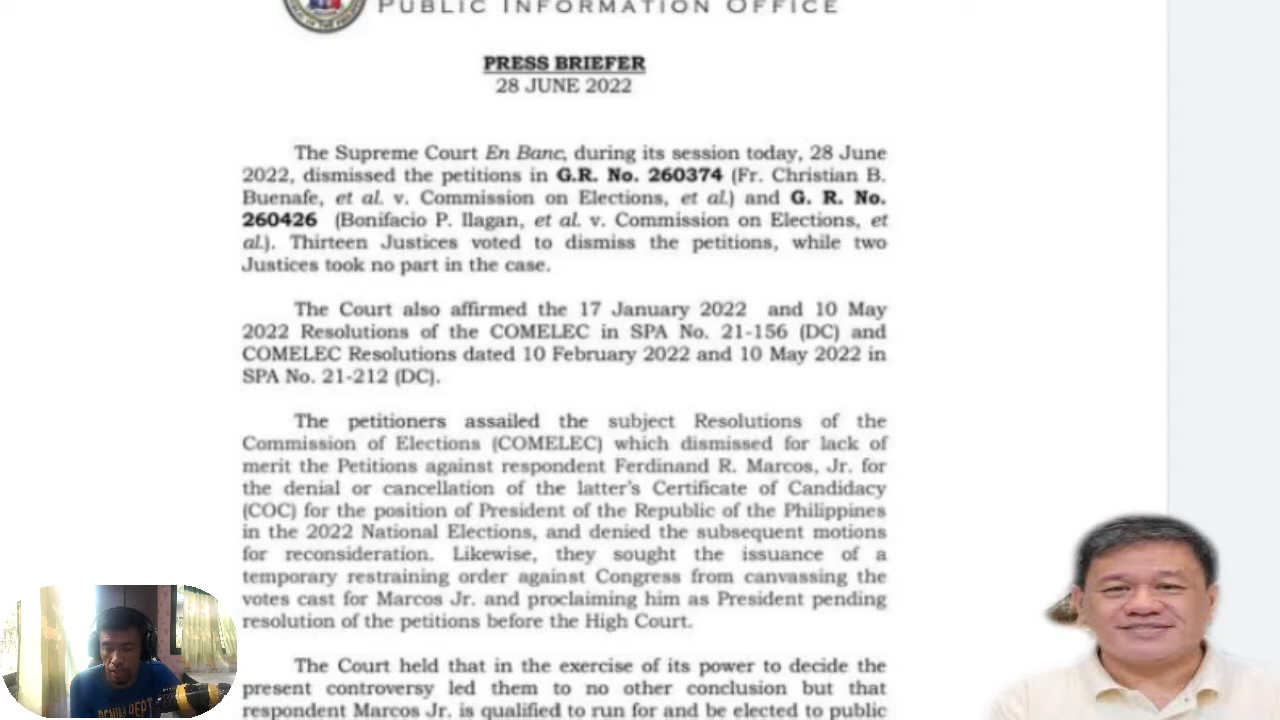 PUBLIC INFORMATION OFFICE
PRESS BRIEFER
28 JUNE 2022
The Supreme Court En Banc, during its session today, 28 June
2022, dismissed the petitions in G.R. No. 260374 (Fr. Christian B.
Buenafe, et al. v. Commission on Elections, et al.) and G. R. No.
260426 (Bonifacio P. Ilagan, et al. v. Commission on Elections, et
al.). Thirteen Justices voted to dismiss the petitions, while two
Justices took no part in the case.
The Court also affirmed the 17 January 2022 and 10 May
2022 Resolutions of the COMELEC in SPA No. 21-156 (DC) and
COMELEC Resolutions dated 10 February 2022 and 10 May 2022 in
SPA No. 21-212 (DC).
The petitioners assailed the subject Resolutions of the
Commission of Elections (COMELEC) which dismissed for lack of
merit the Petitions against respondent Ferdinand R. Marcos, Jr. for
the denial or cancellation of the latter's Certificate of Candidacy
(COC) for the position of President of the Republic of the Philippines
in the 2022 National Elections, and denied the subsequent motions
for reconsideration. Likewise, they sought the issuance of a
temporary restraining order against Congress from canvassing the
votes cast for Marcos Jr. and proclaiming him as President pending
resolution of the petitions before the High Court.
The Court held that in the exercise of its power to decide the
present controversy led them to no other conclusion but that
respondent Marcos Jr. is qualified to run for and be elected to public